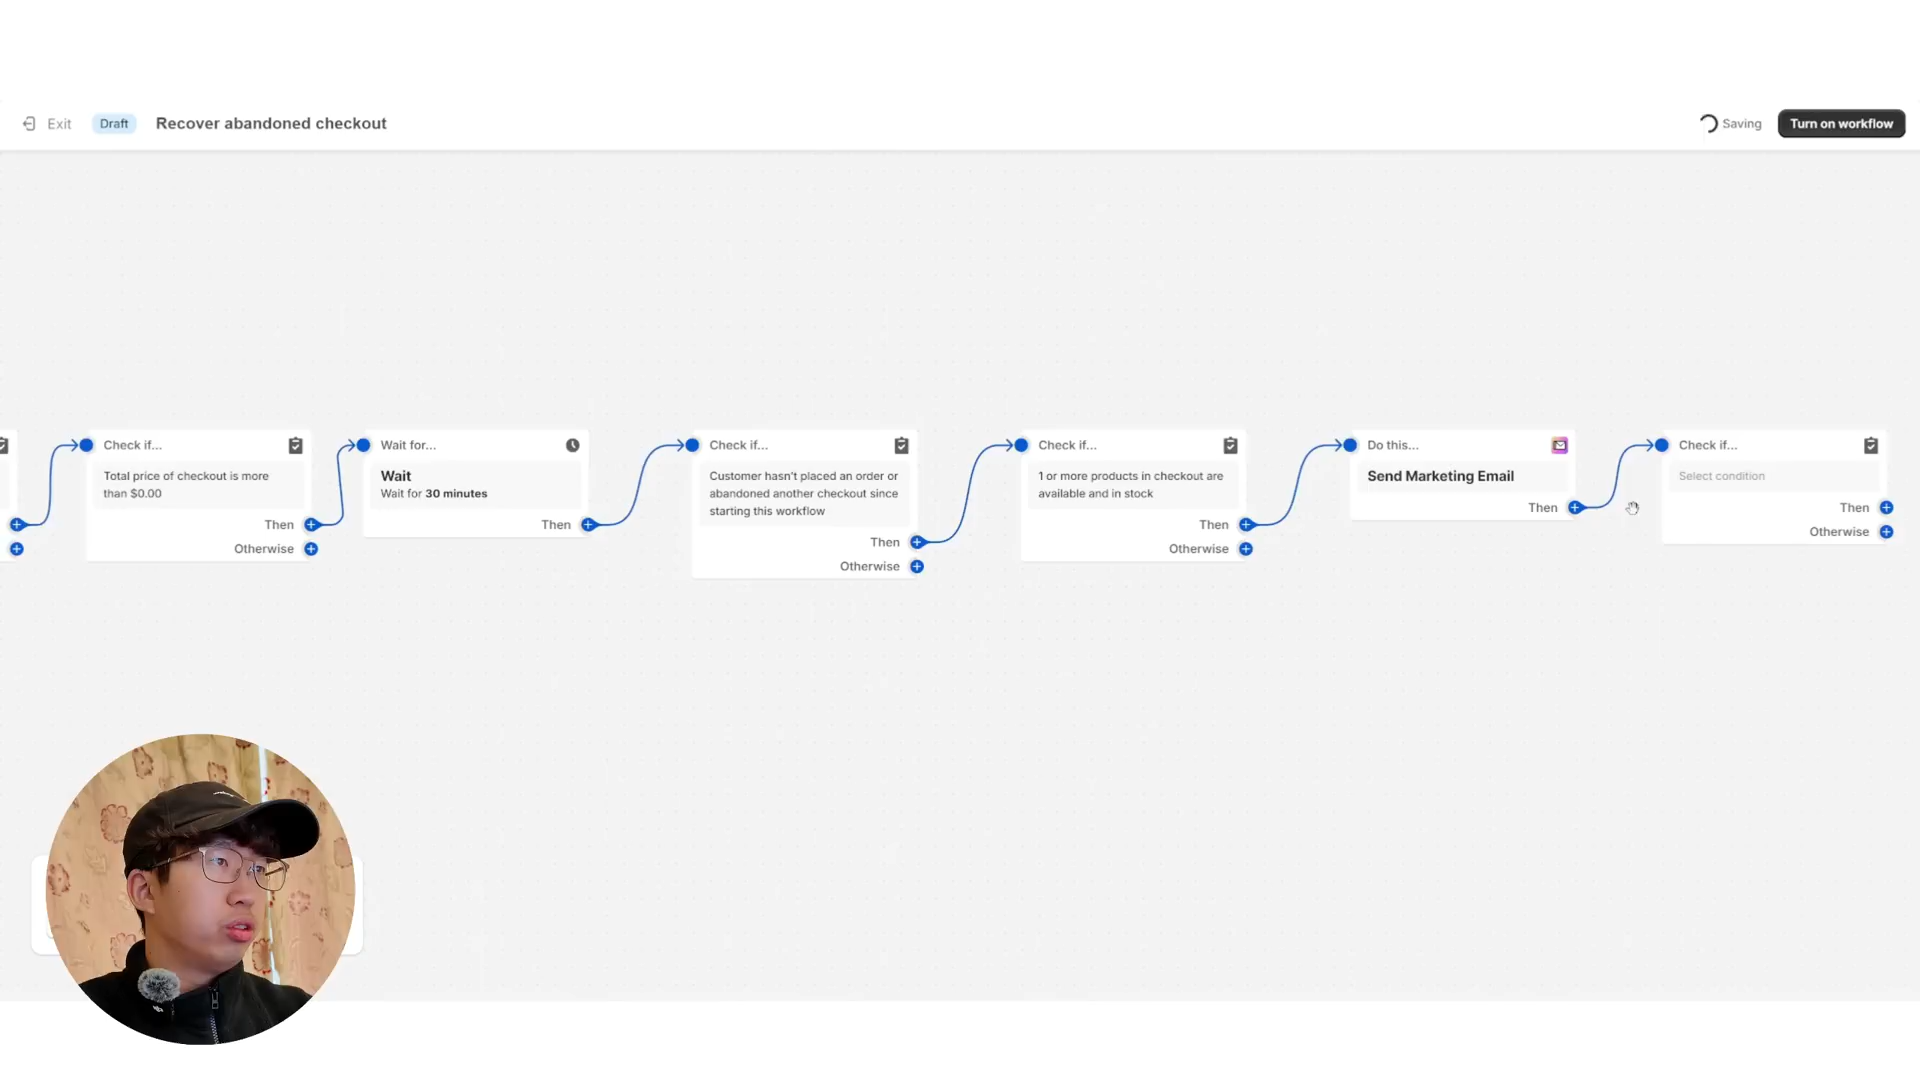 Exit
Draft
Recover abandoned checkout
Saving
Turn on workflow
Check if...
Total price of checkout is more
than $0.00
Then
Otherwise
Wait for...
Wait
Wait for 30 minutes
Then
Check if...
Customer hasn't placed an order or
abandoned another checkout since
starting this workflow
Then
Otherwise
Check if...
1 or more products in checkout are
available and in stock
Then
Otherwise
Do this...
Send Marketing Email
Then
Check if...
Select condition
Then
Otherwise